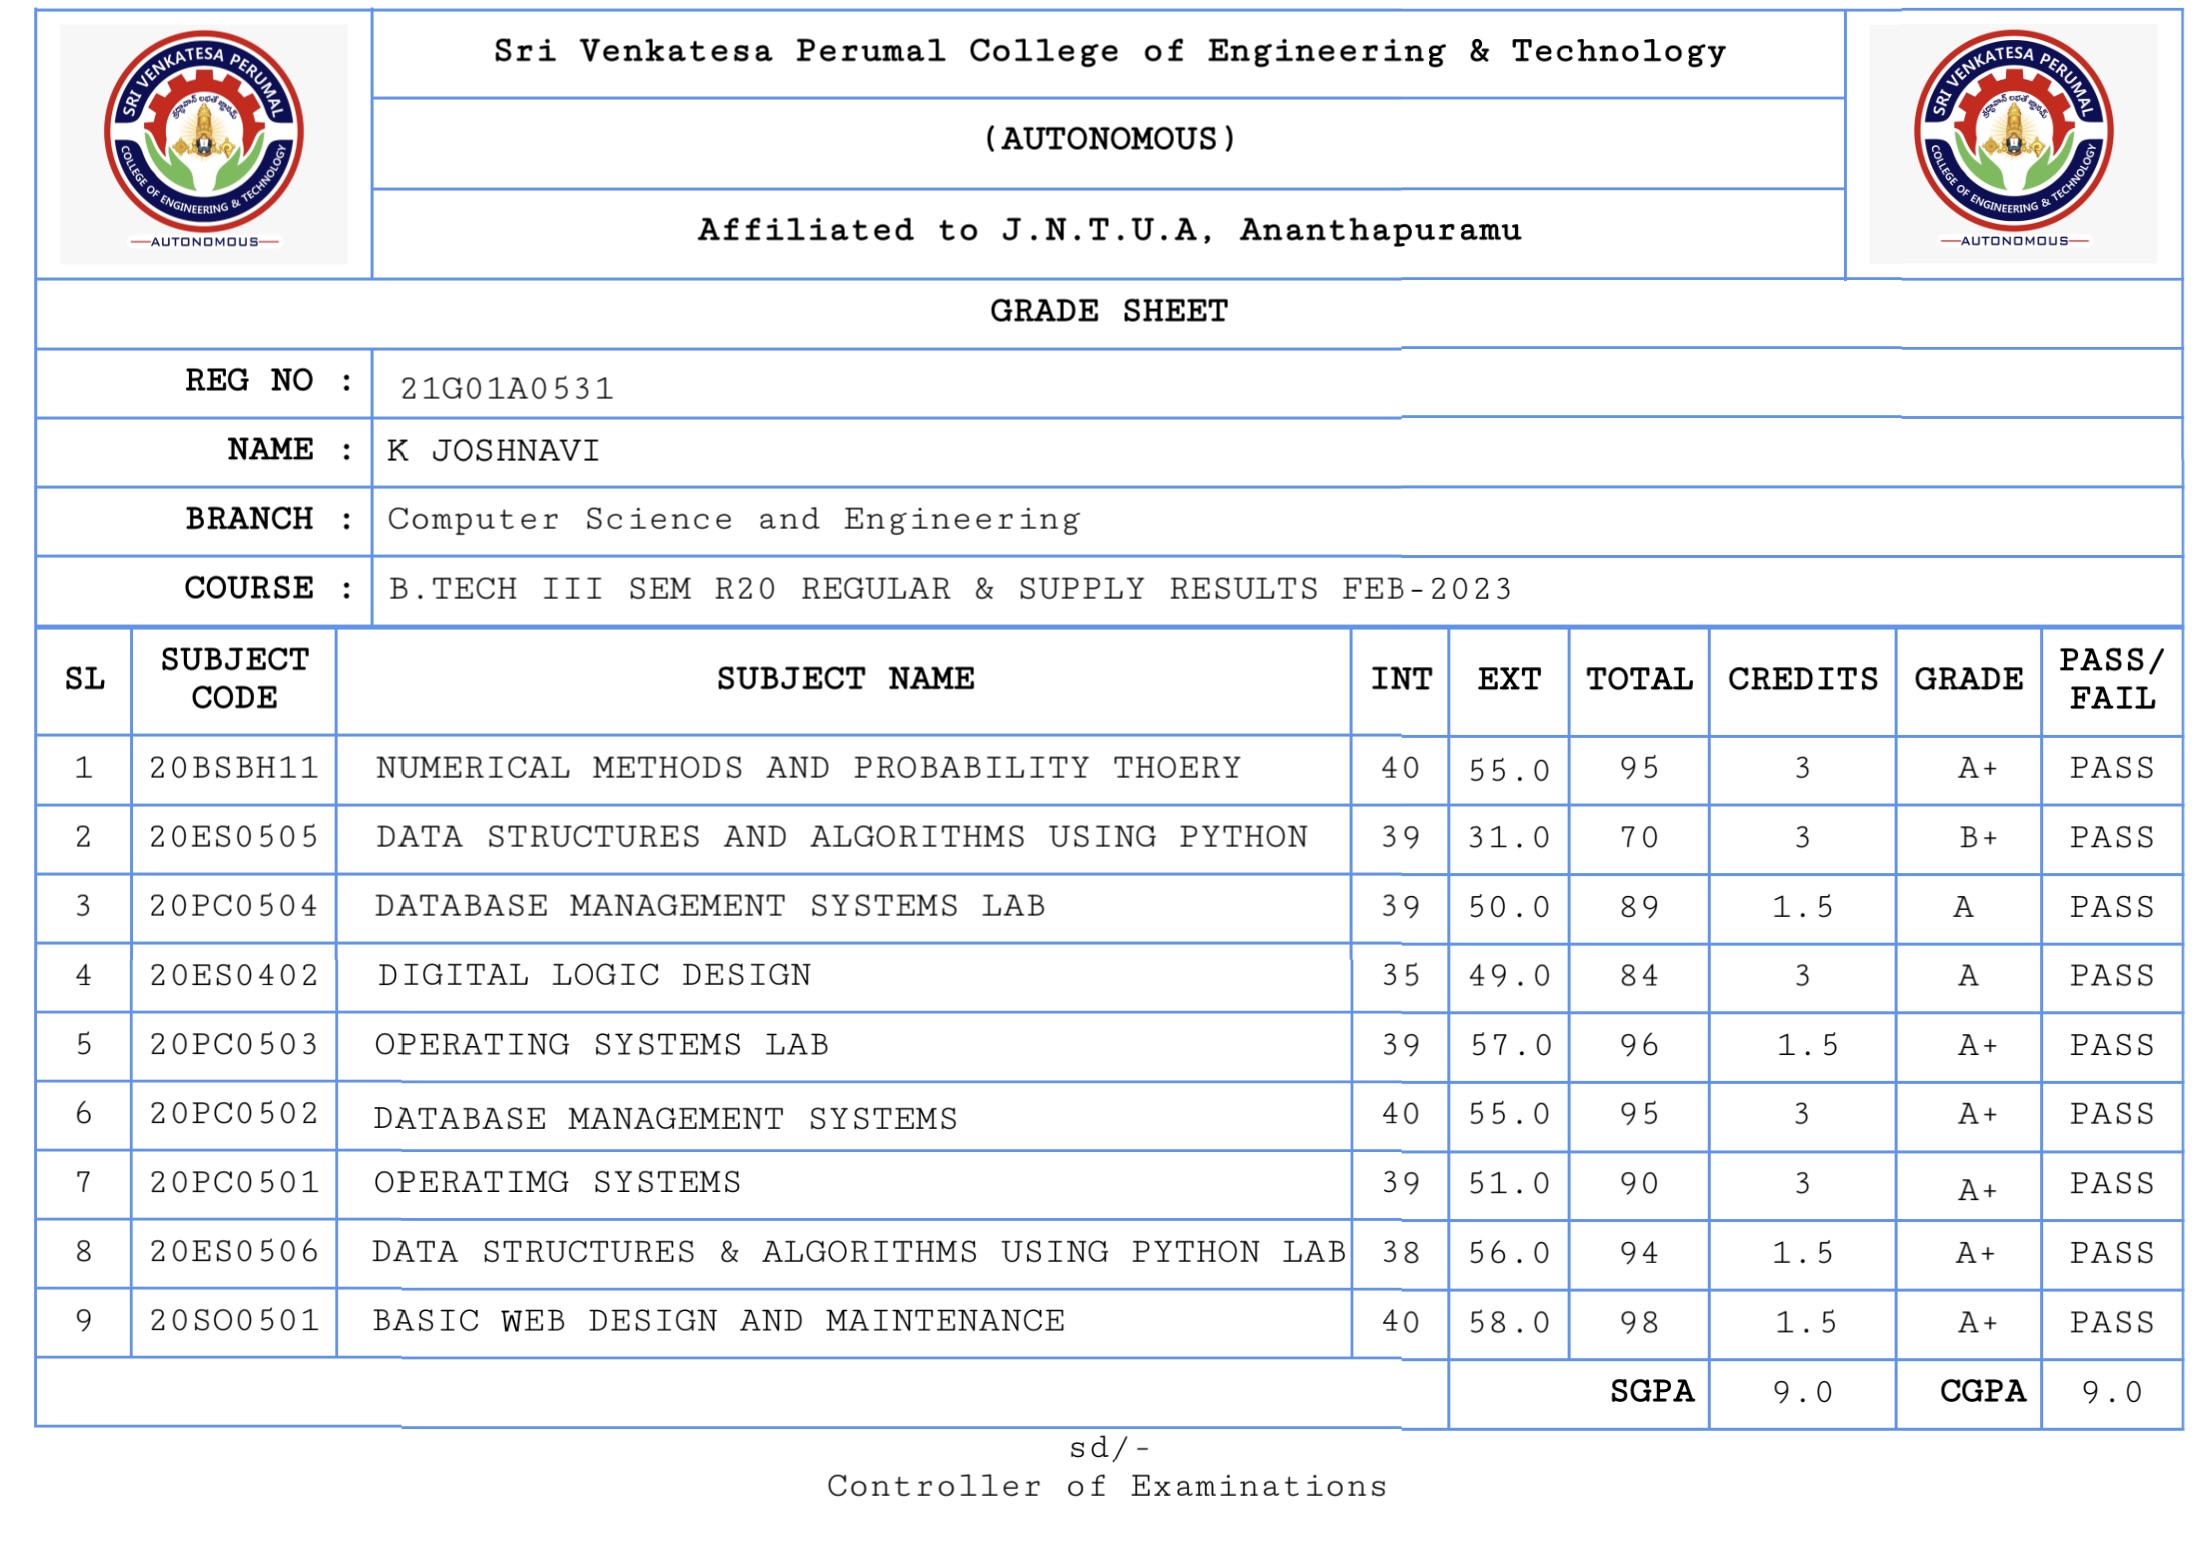 SRI VENKATESA PERUMAL
COLLEGE OF ENGINEERING & TECHNOLOGY
AUTONOMOUS
Sri Venkatesa Perumal College of Engineering & Technology
(AUTONOMOUS)
Affiliated to J.N.T.U.A, Ananthapuramu
SRI VENKATESA PERUMAL
COLLEGE OF ENGINEERING & TECHNOLOGY
AUTONOMOUS
GRADE SHEET
REG NO : 21G01A0531
NAME : K JOSHNAVI
BRANCH : Computer Science and Engineering
COURSE : B.TECH III SEM R20 REGULAR & SUPPLY RESULTS FEB-2023
SL SUBJECT CODE SUBJECT NAME INT EXT TOTAL CREDITS GRADE PASS/ FAIL
1 20BSBH11 NUMERICAL METHODS AND PROBABILITY THOERY 40 55.0 95 3 A+ PASS
2 20ES0505 DATA STRUCTURES AND ALGORITHMS USING PYTHON 39 31.0 70 3 B+ PASS
3 20PC0504 DATABASE MANAGEMENT SYSTEMS LAB 39 50.0 89 1.5 A PASS
4 20ES0402 DIGITAL LOGIC DESIGN 35 49.0 84 3 A PASS
5 20PC0503 OPERATING SYSTEMS LAB 39 57.0 96 1.5 A+ PASS
6 20PC0502 DATABASE MANAGEMENT SYSTEMS 40 55.0 95 3 A+ PASS
7 20PC0501 OPERATIMG SYSTEMS 39 51.0 90 3 A+ PASS
8 20ES0506 DATA STRUCTURES & ALGORITHMS USING PYTHON LAB 38 56.0 94 1.5 A+ PASS
9 20SO0501 BASIC WEB DESIGN AND MAINTENANCE 40 58.0 98 1.5 A+ PASS
SGPA 9.0 CGPA 9.0
sd/-
Controller of Examinations